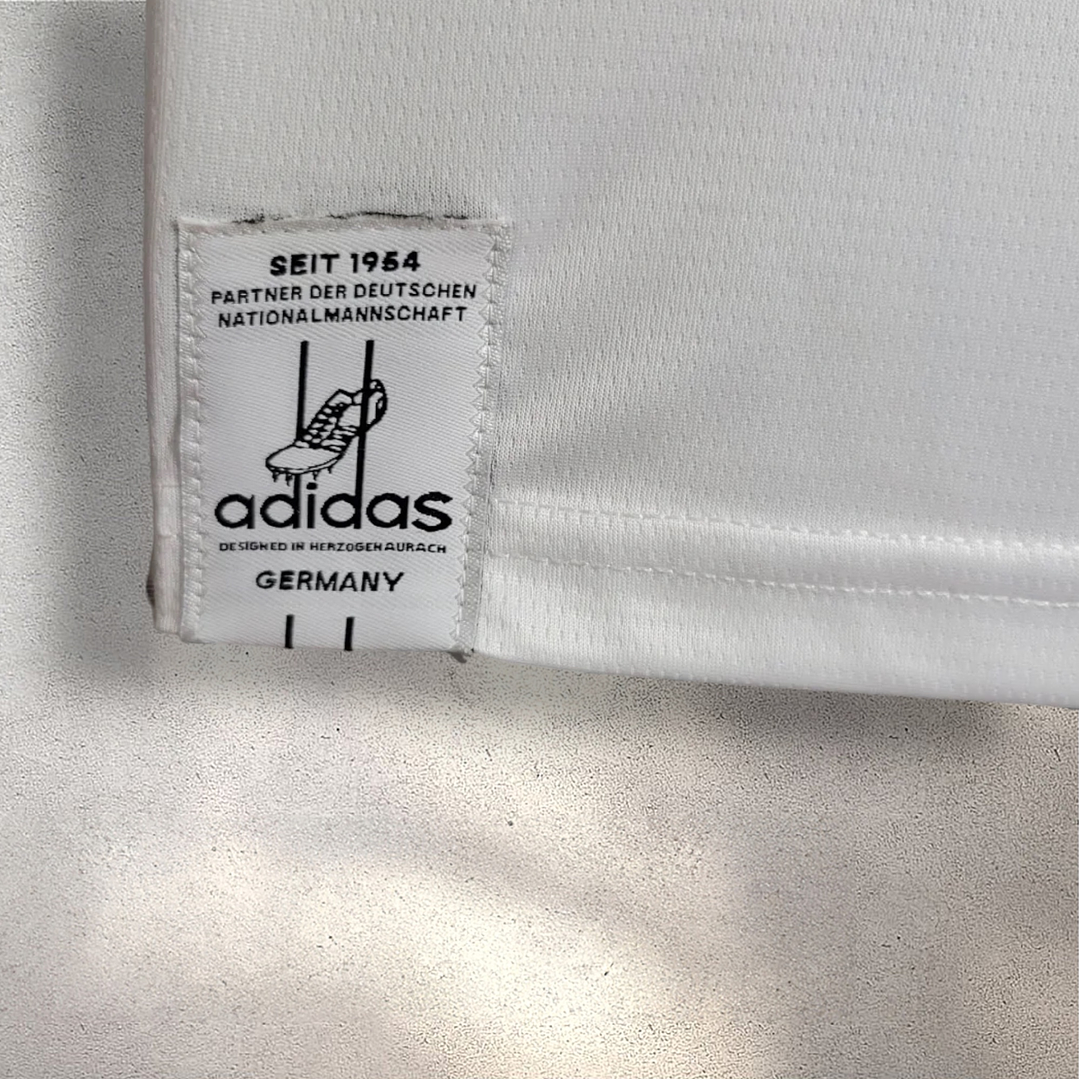 SEIT 1954
PARTNER DER DEUTSCHEN
NATIONALMANNSCHAFT
adidas
DESIGNED IN HERZOGENAURACH
GERMANY